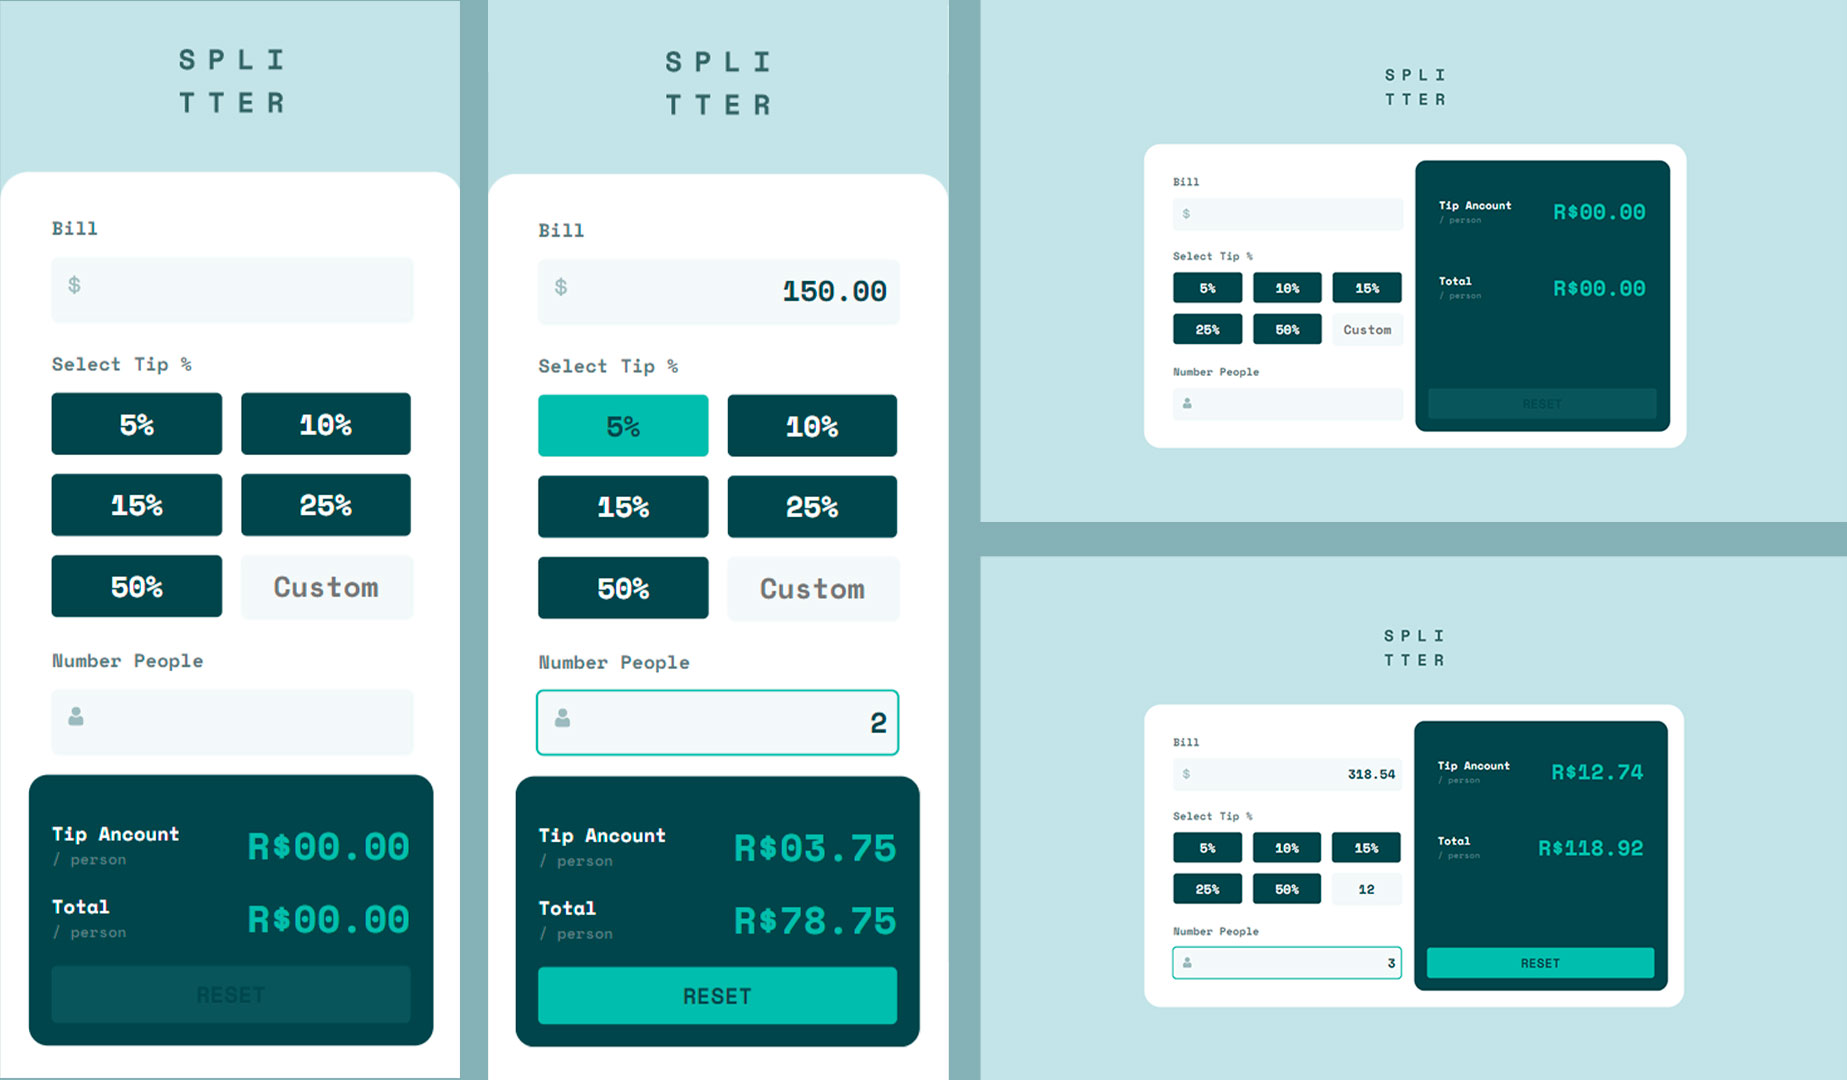 SPLI
TTER
Bill
$
Select Tip %
5% 10%
15% 25%
50% Custom
Number People
Tip Ancount R$00.00
/ person
Total R$00.00
/ person
RESET
SPLI
TTER
Bill
$ 150.00
Select Tip %
5% 10%
15% 25%
50% Custom
Number People
2
Tip Ancount R$03.75
/ person
Total R$78.75
/ person
RESET
SPLI
TTER
Bill
$
Select Tip %
5% 10% 15%
25% 50% Custom
Number People
Tip Ancount R$00.00
/ person
Total R$00.00
/ person
RESET
SPLI
TTER
Bill
$ 318.54
Select Tip %
5% 10% 15%
25% 50% 12
Number People
3
Tip Ancount R$12.74
/ person
Total R$118.92
/ person
RESET